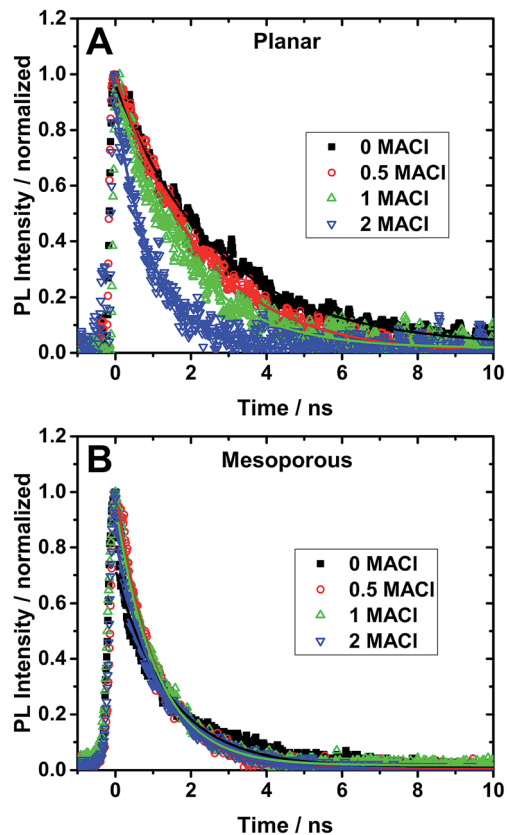 A
Planar
PL Intensity / normalized
1.2
1.0
0.8
0.6
0.4
0.2
0.0
0 MACl
0.5 MACl
1 MACl
2 MACl
0 2 4 6 8 10
Time / ns
B
Mesoporous
PL Intensity / normalized
1.2
1.0
0.8
0.6
0.4
0.2
0.0
0 MACl
0.5 MACl
1 MACl
2 MACl
0 2 4 6 8 10
Time / ns